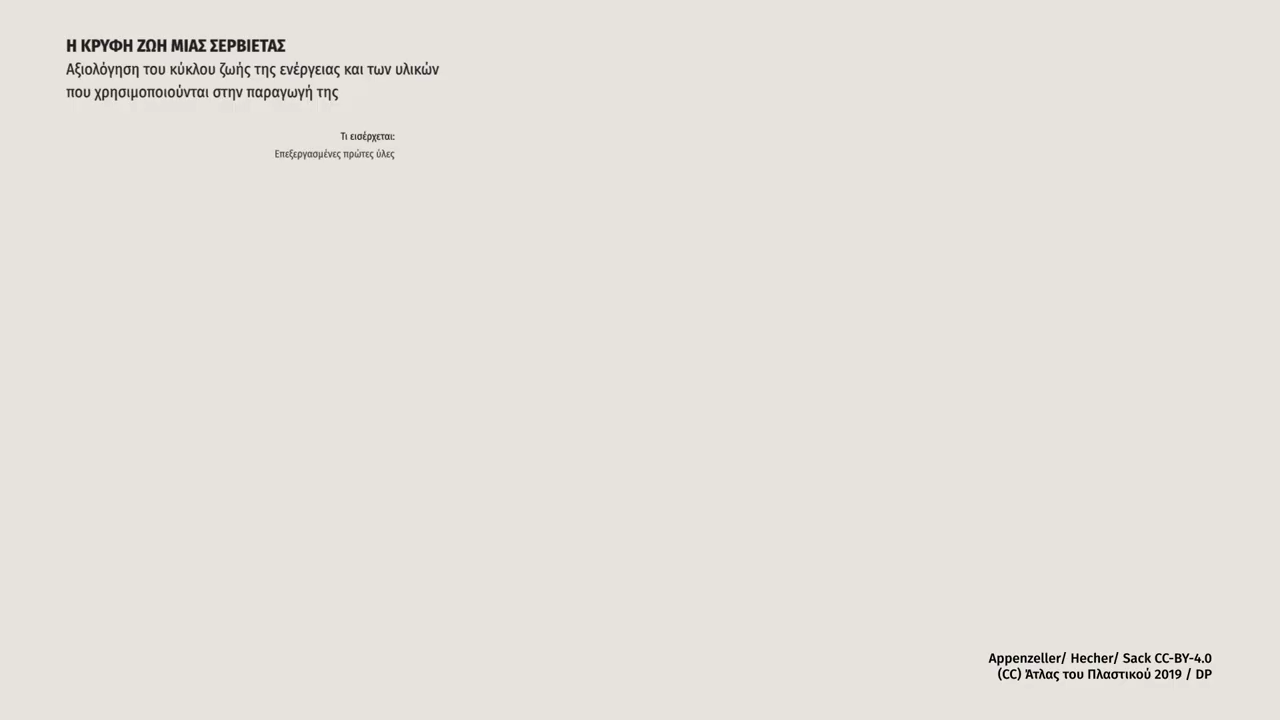 Η ΚΡΥΦΗ ΖΩΗ ΜΙΑΣ ΣΕΡΒΙΕΤΑΣ
Αξιολόγηση του κύκλου ζωής της ενέργειας και των υλικών
που χρησιμοποιούνται στην παραγωγή της
Τι εισέρχεται:
Επεξεργασμένες πρώτες ύλες
Appenzeller/ Hecher/ Sack CC-BY-4.0
(CC) Άτλας του Πλαστικού 2019 / DP